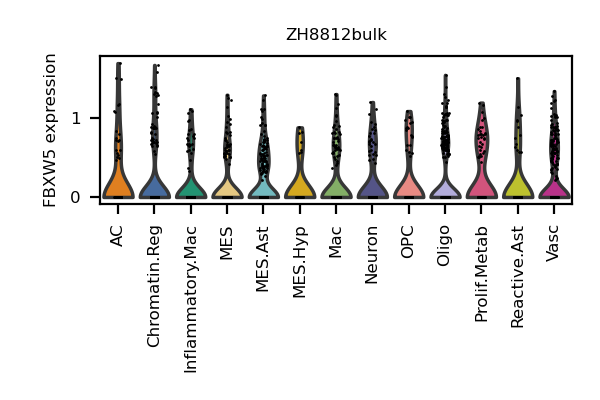 ZH8812bulk
FBXW5 expression
1
0
AC
Chromatin.Reg
Inflammatory.Mac
MES
MES.Ast
MES.Hyp
Mac
Neuron
OPC
Oligo
Prolif.Metab
Reactive.Ast
Vasc